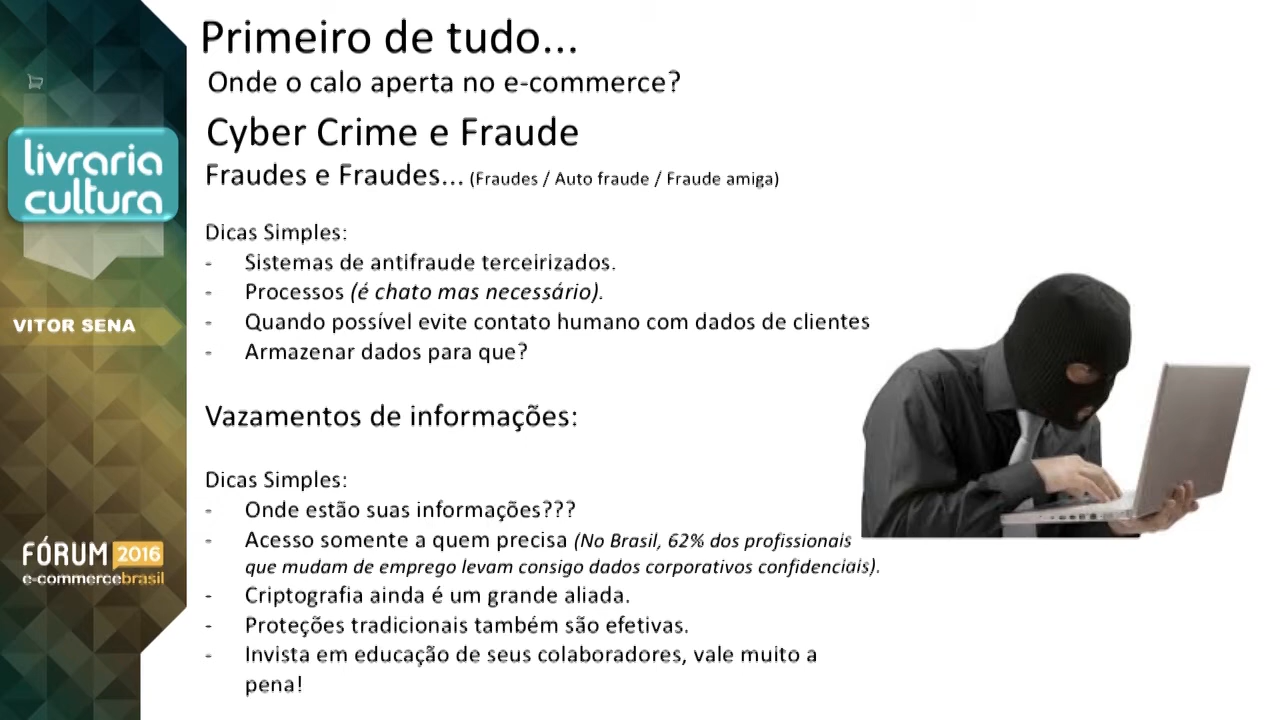 Primeiro de tudo...
Onde o calo aperta no e-commerce?
Cyber Crime e Fraude
Fraudes e Fraudes... (Fraudes / Auto fraude / Fraude amiga)
Dicas Simples:
- Sistemas de antifraude terceirizados.
- Processos (é chato mas necessário).
- Quando possível evite contato humano com dados de clientes
- Armazenar dados para que?
Vazamentos de informações:
Dicas Simples:
- Onde estão suas informações???
- Acesso somente a quem precisa (No Brasil, 62% dos profissionais
que mudam de emprego levam consigo dados corporativos confidenciais).
- Criptografia ainda é um grande aliada.
- Proteções tradicionais também são efetivas.
- Invista em educação de seus colaboradores, vale muito a
pena!
livraria
cultura
VITOR SENA
FÓRUM 2016
e-commercebrasil